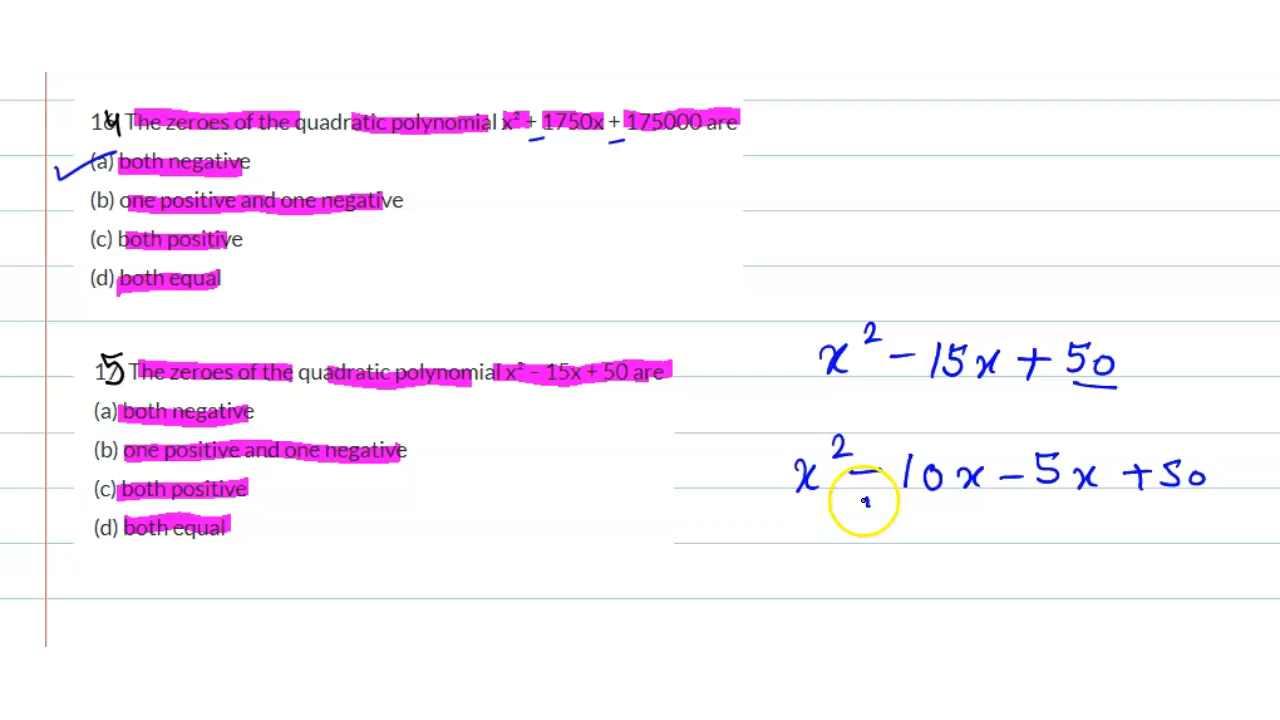 14 The zeroes of the quadratic polynomial x² + 1750x + 175000 are
(a) both negative
(b) one positive and one negative
(c) both positive
(d) both equal
15 The zeroes of the quadratic polynomial x² – 15x + 50 are
(a) both negative
(b) one positive and one negative
(c) both positive
(d) both equal
x² - 15x + 50
x² - 10x - 5x + 50